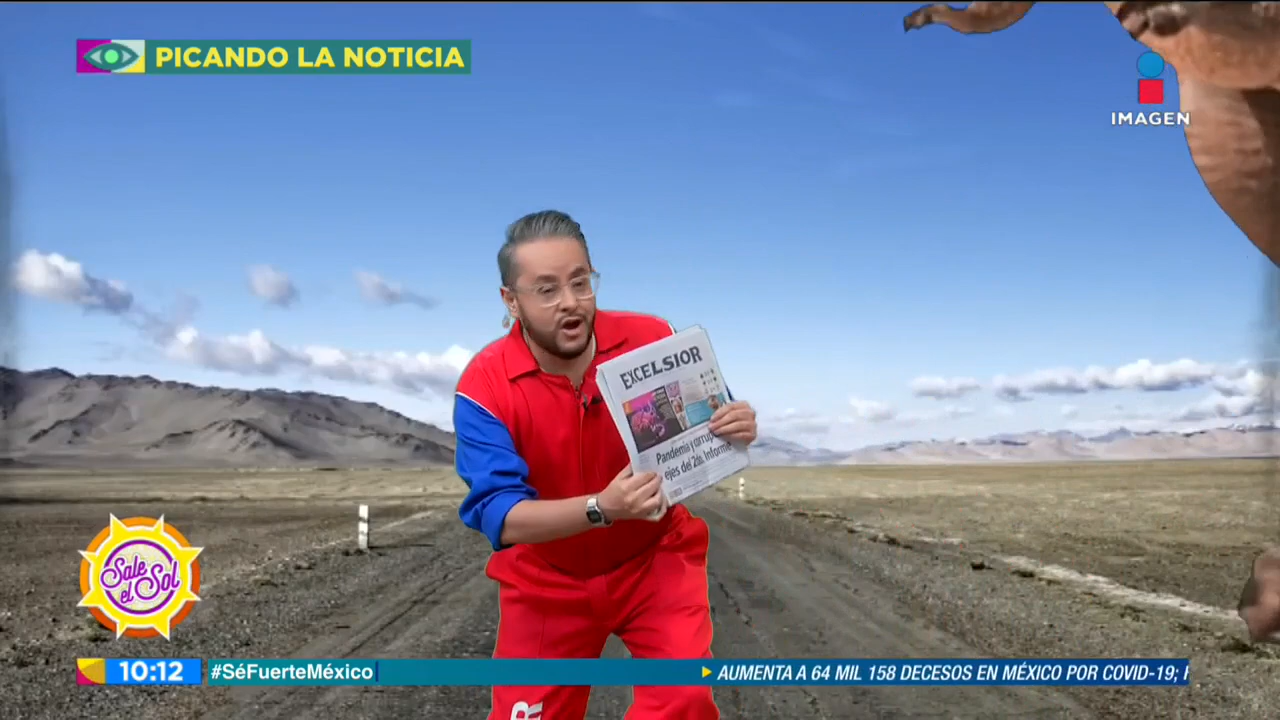 PICANDO LA NOTICIA
IMAGEN
EXCELSIOR
Pandemia y corrup
ejes del 2do. Informe
Sale
el Sol
10:12
#SéFuerteMéxico
AUMENTA A 64 MIL 158 DECESOS EN MÉXICO POR COVID-19;
R